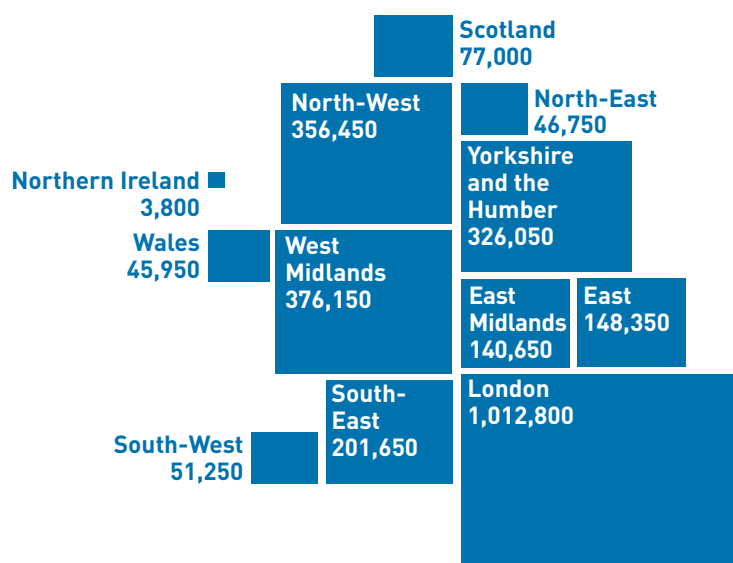 Scotland
77,000
North-West
356,450
North-East
46,750
Yorkshire
and the
Humber
326,050
Northern Ireland
3,800
Wales
45,950
West
Midlands
376,150
East
Midlands
140,650
East
148,350
South-
East
201,650
London
1,012,800
South-West
51,250